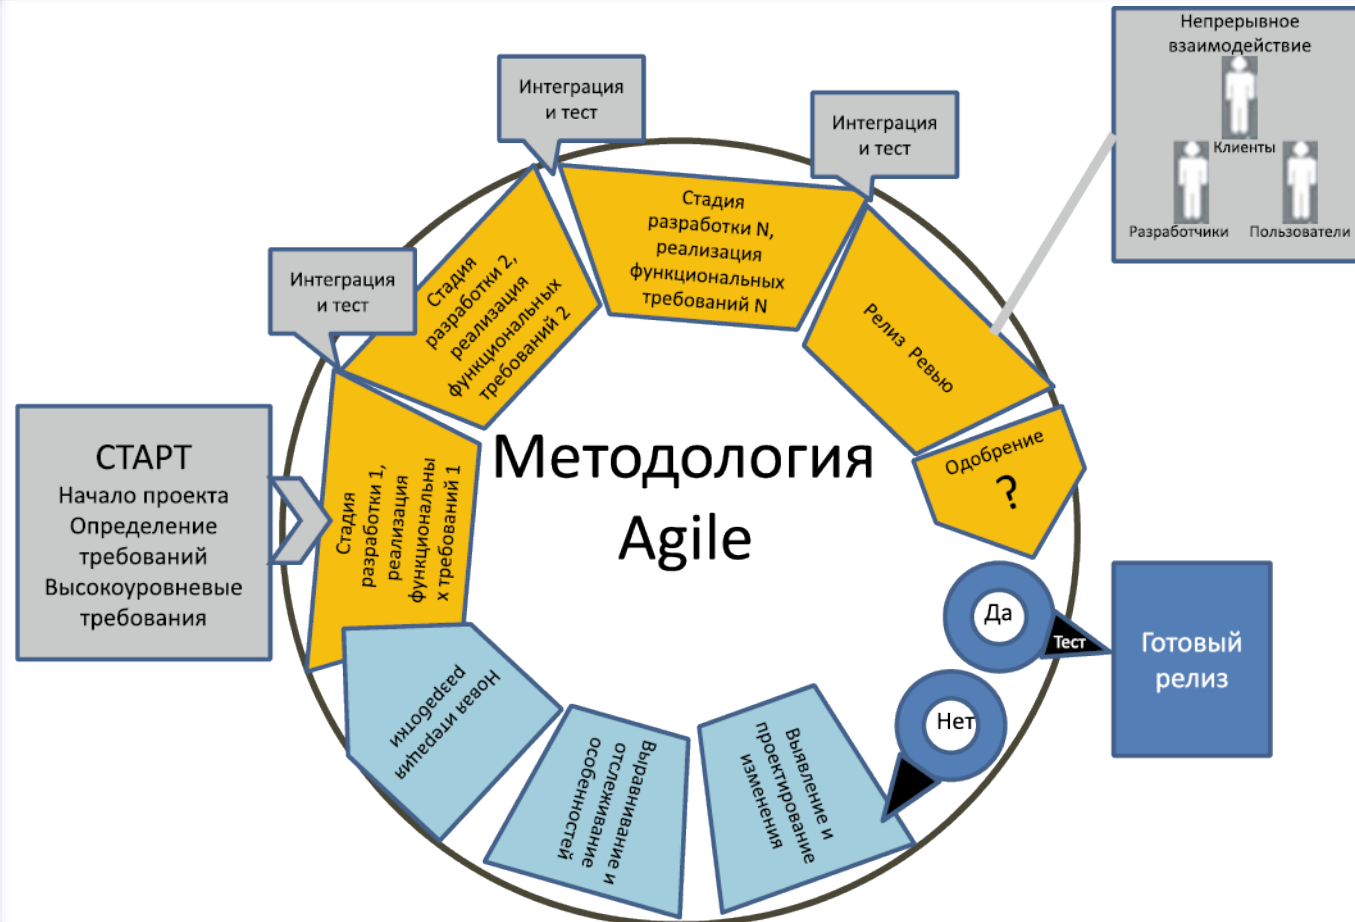 Непрерывное
взаимодействие
Клиенты
Разработчики
Пользователи
Интеграция
и тест
Интеграция
и тест
Интеграция
и тест
СТАРТ
Начало проекта
Определение
требований
Высокоуровневые
требования
Стадия
разработки 1,
реализация
функциональны
х требований 1
Стадия
разработки 2,
реализация
функциональных
требований 2
Стадия
разработки N,
реализация
функциональных
требований N
Релиз Ревью
Одобрение
?
Методология
Agile
Да
Тест
Готовый
релиз
Нет
Выявление и
проектирование
изменения
Выравнивание и
отслеживание
особенностей
Новая итерация
разработки